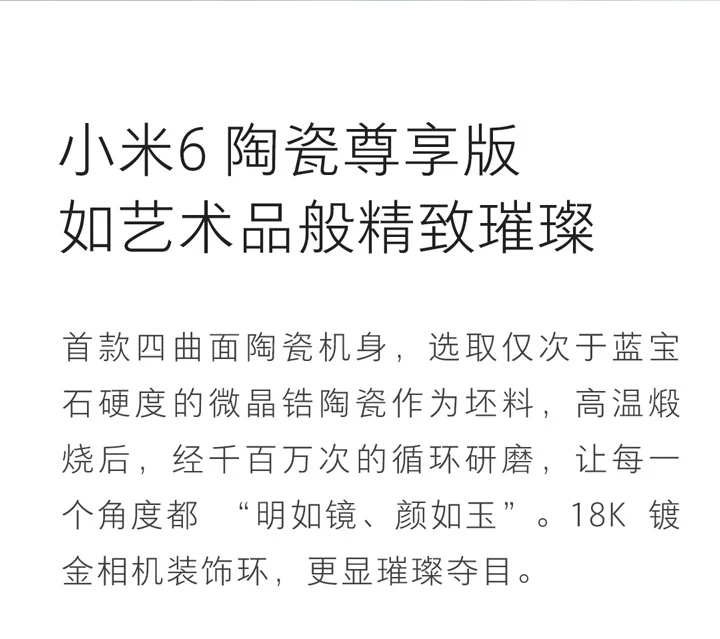 小米6 陶瓷尊享版
如艺术品般精致璀璨
首款四曲面陶瓷机身，选取仅次于蓝宝
石硬度的微晶锆陶瓷作为坯料，高温煅
烧后，经千百万次的循环研磨，让每一
个角度都 “明如镜、颜如玉”。18K 镀
金相机装饰环，更显璀璨夺目。